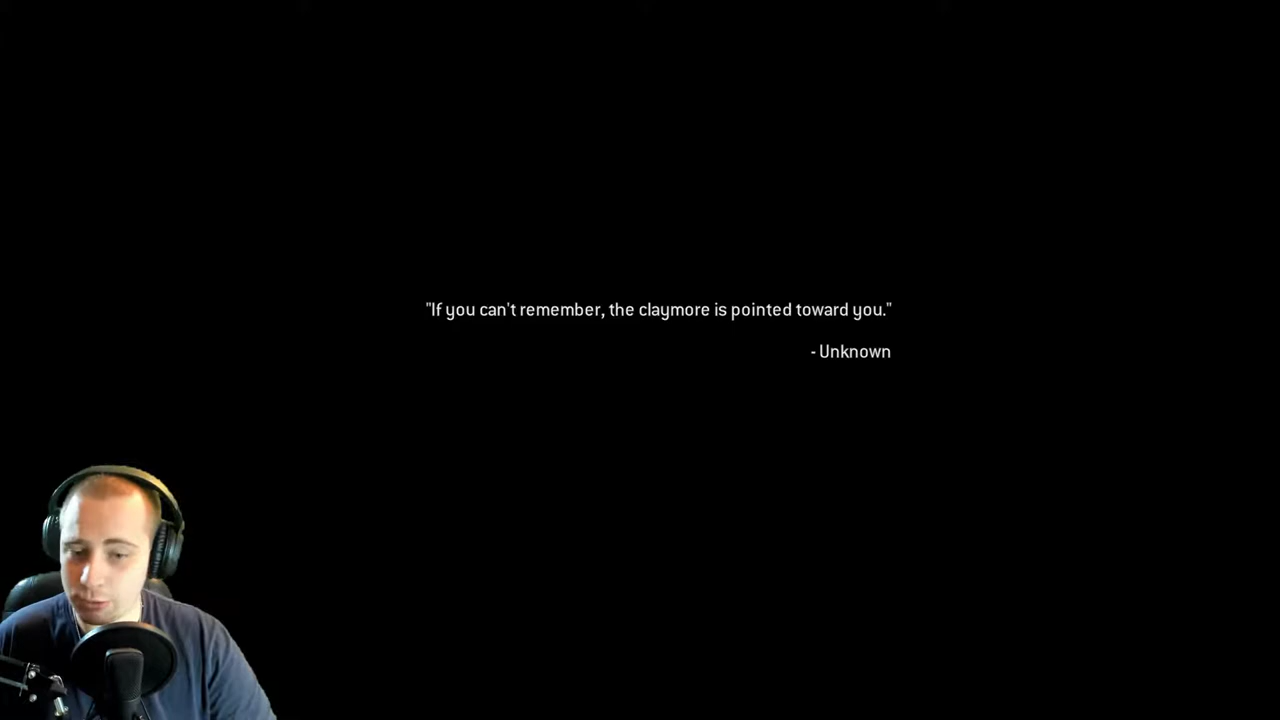 "If you can't remember, the claymore is pointed toward you."
- Unknown